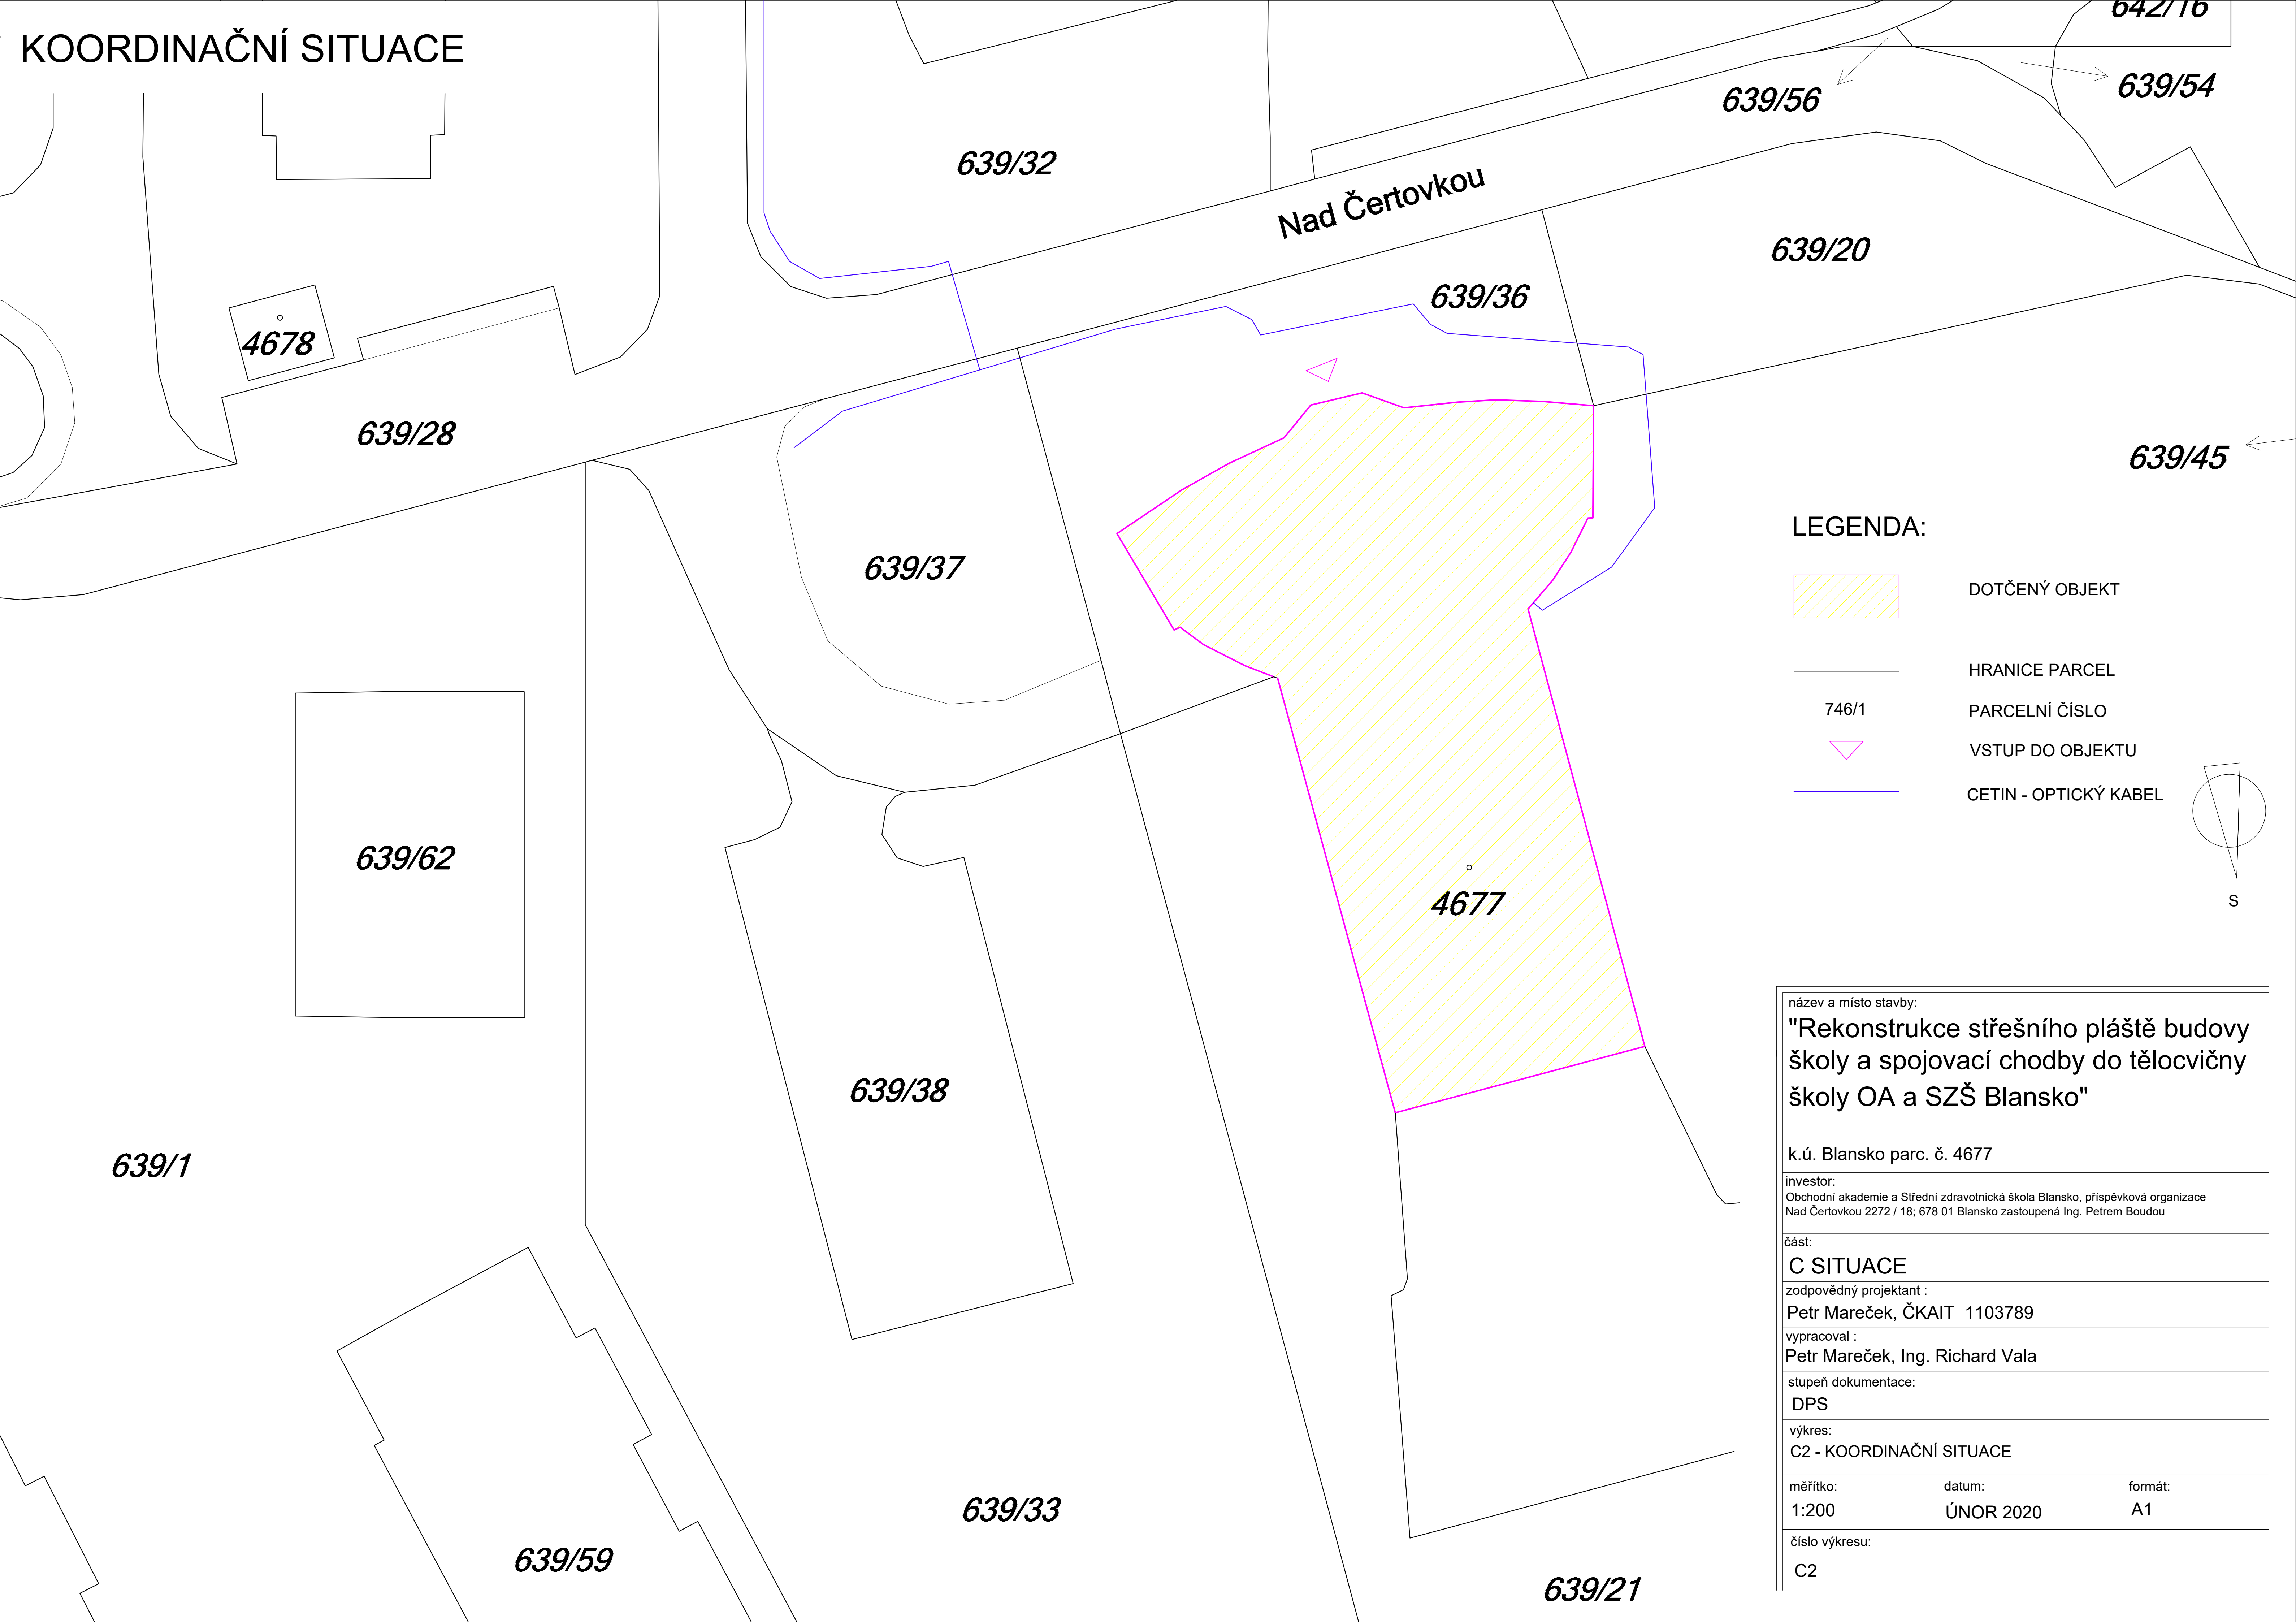 KOORDINAČNÍ SITUACE
642/16
639/54
639/56
639/32
Nad Čertovkou
639/20
639/36
4678
639/28
639/45
639/37
LEGENDA:
DOTČENÝ OBJEKT
HRANICE PARCEL
746/1 PARCELNÍ ČÍSLO
VSTUP DO OBJEKTU
CETIN - OPTICKÝ KABEL
S
639/62
4677
639/38
639/1
639/33
639/59
639/21
název a místo stavby:
"Rekonstrukce střešního pláště budovy
školy a spojovací chodby do tělocvičny
školy OA a SZŠ Blansko"
k.ú. Blansko parc. č. 4677
investor:
Obchodní akademie a Střední zdravotnická škola Blansko, příspěvková organizace
Nad Čertovkou 2272 / 18; 678 01 Blansko zastoupená Ing. Petrem Boudou
část:
C SITUACE
zodpovědný projektant :
Petr Mareček, ČKAIT 1103789
vypracoval :
Petr Mareček, Ing. Richard Vala
stupeň dokumentace:
DPS
výkres:
C2 - KOORDINAČNÍ SITUACE
měřítko: datum: formát:
1:200 ÚNOR 2020 A1
číslo výkresu:
C2